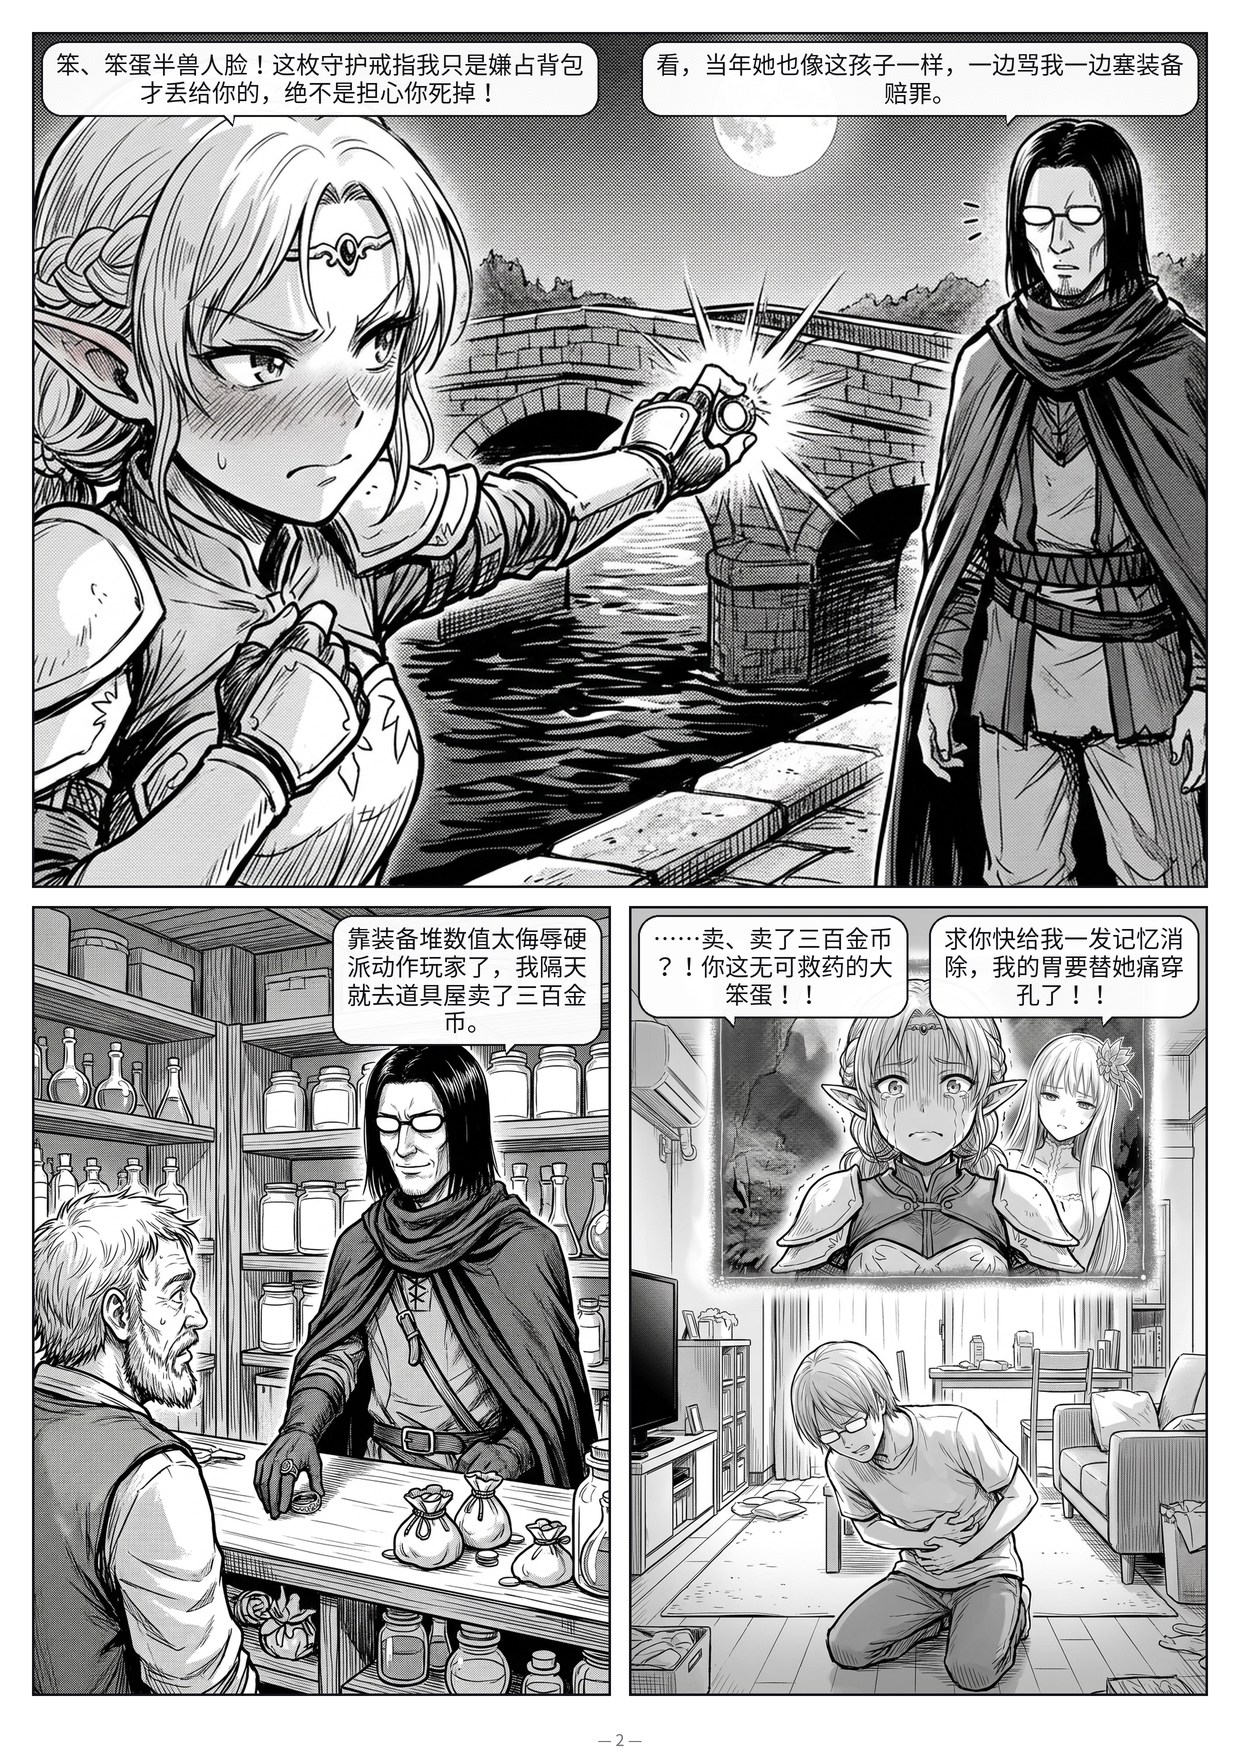 笨、笨蛋半兽人脸！这枚守护戒指我只是嫌占背包
才丢给你的，绝不是担心你死掉！
看，当年她也像这孩子一样，一边骂我一边塞装备
赔罪。
靠装备堆数值太侮辱硬
派动作玩家了，我隔天
就去道具屋卖了三百金
币。
……卖、卖了三百金币
？！你这无可救药的大
笨蛋！！
求你快给我一发记忆消
除，我的胃要替她痛穿
孔了！！
— 2 —